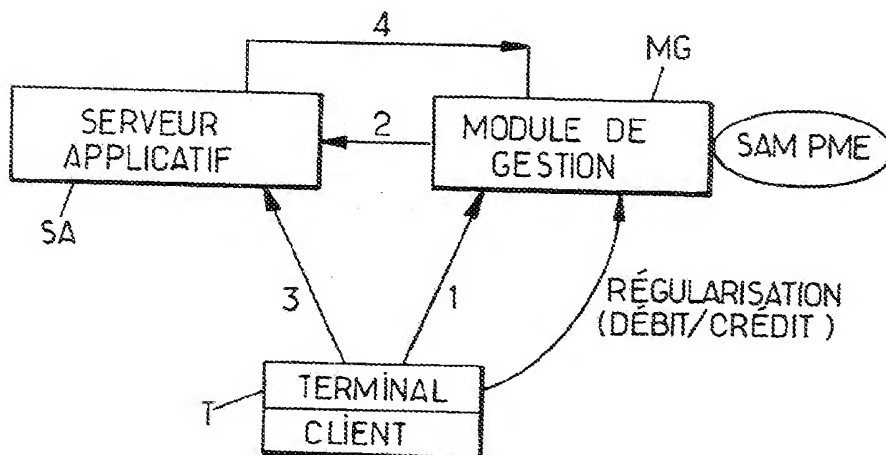 4
MG
SERVEUR
APPLICATIF
2
MODULE DE
GESTION
SAM PME
SA
3
1
RÉGULARISATION
(DÉBIT/CRÉDIT)
T
TERMINAL
CLIENT